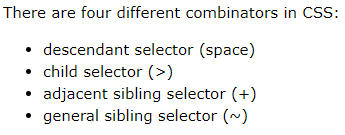 There are four different combinators in CSS:
• descendant selector (space)
• child selector (>)
• adjacent sibling selector (+)
• general sibling selector (~)